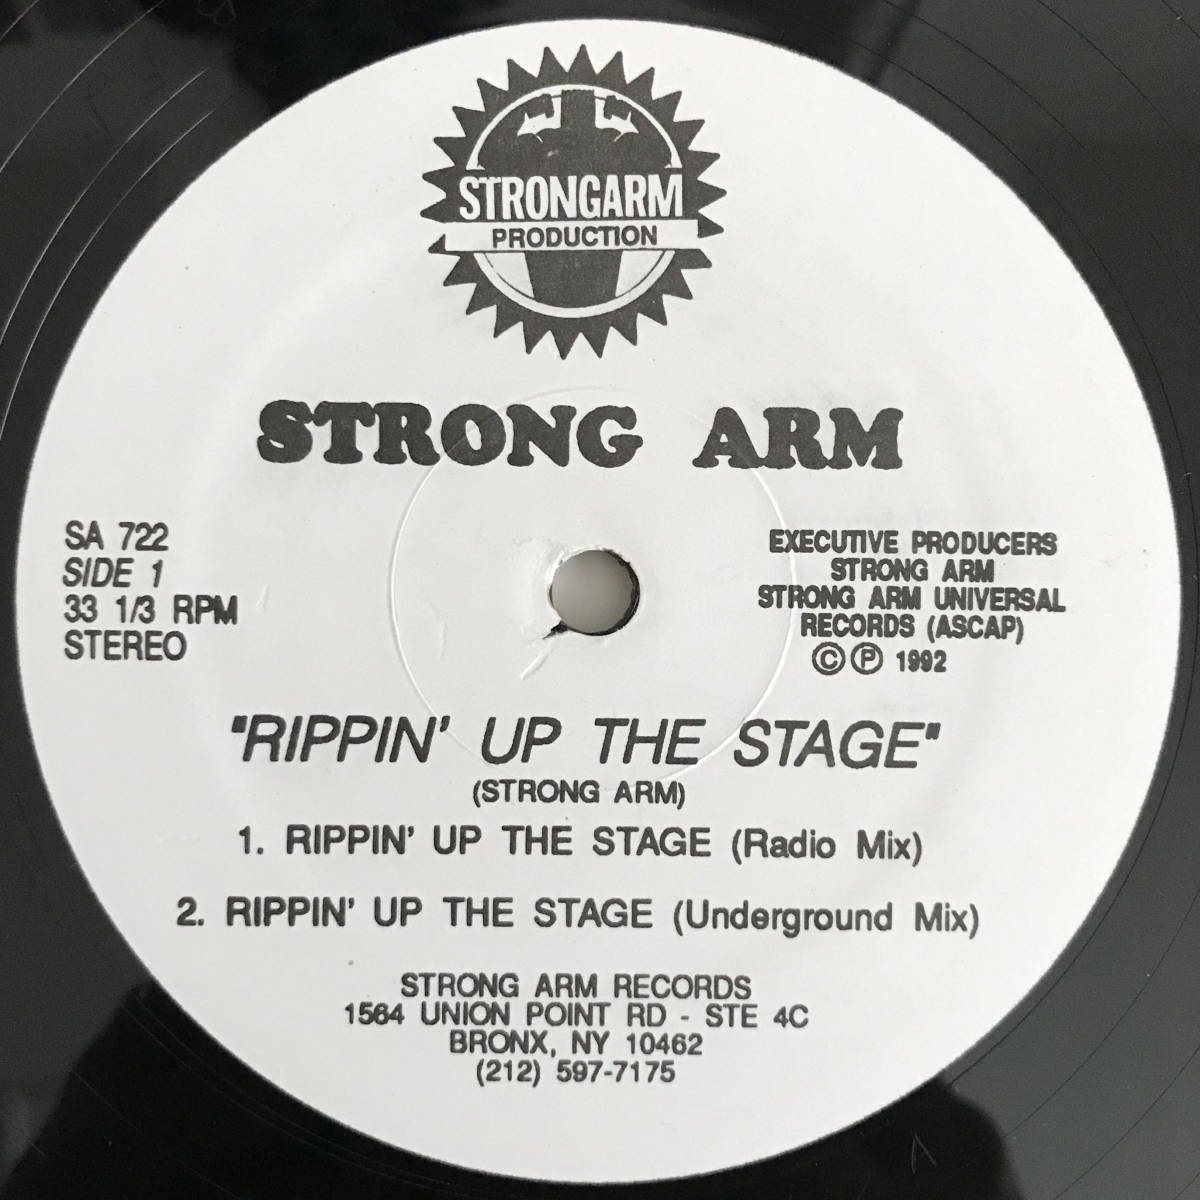 STRONGARM
PRODUCTION
STRONG ARM
SA 722
SIDE 1
33 1/3 RPM
STEREO
EXECUTIVE PRODUCERS
STRONG ARM
STRONG ARM UNIVERSAL
RECORDS (ASCAP)
© ℗ 1992
"RIPPIN' UP THE STAGE"
(STRONG ARM)
1. RIPPIN' UP THE STAGE (Radio Mix)
2. RIPPIN' UP THE STAGE (Underground Mix)
STRONG ARM RECORDS
1564 UNION POINT RD - STE 4C
BRONX, NY 10462
(212) 597-7175
A